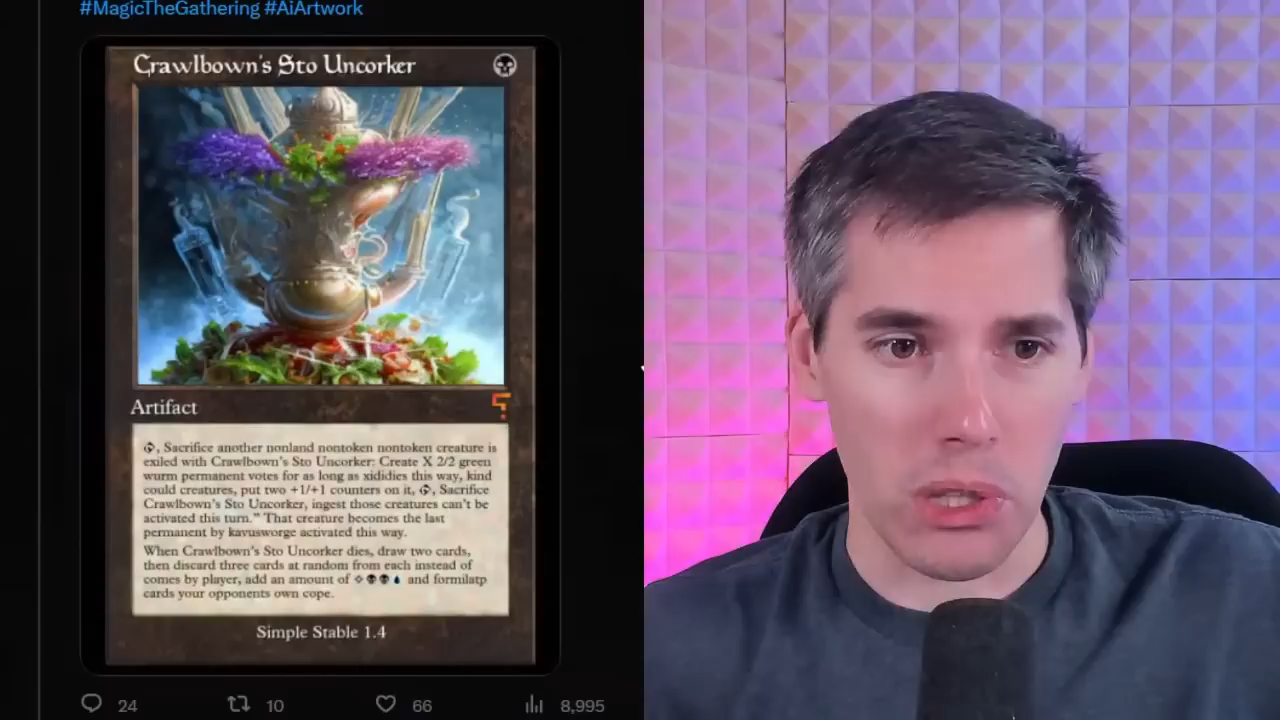 #MagicTheGathering #AiArtwork
Crawlbown's Sto Uncorker
Artifact
, Sacrifice another nonland nontoken nontoken creature is
exiled with Crawlbown's Sto Uncorker: Create X 2/2 green
wurm permanent votes for as long as xididies this way, kind
could creatures, put two +1/+1 counters on it, , Sacrifice
Crawlbown's Sto Uncorker, ingest those creatures can't be
activated this turn.” That creature becomes the last
permanent by kavusworge activated this way.
When Crawlbown's Sto Uncorker dies, draw two cards,
then discard three cards at random from each instead of
comes by player, add an amount of and formilatp
cards your opponents own cope.
Simple Stable 1.4
24 10 66 8,995